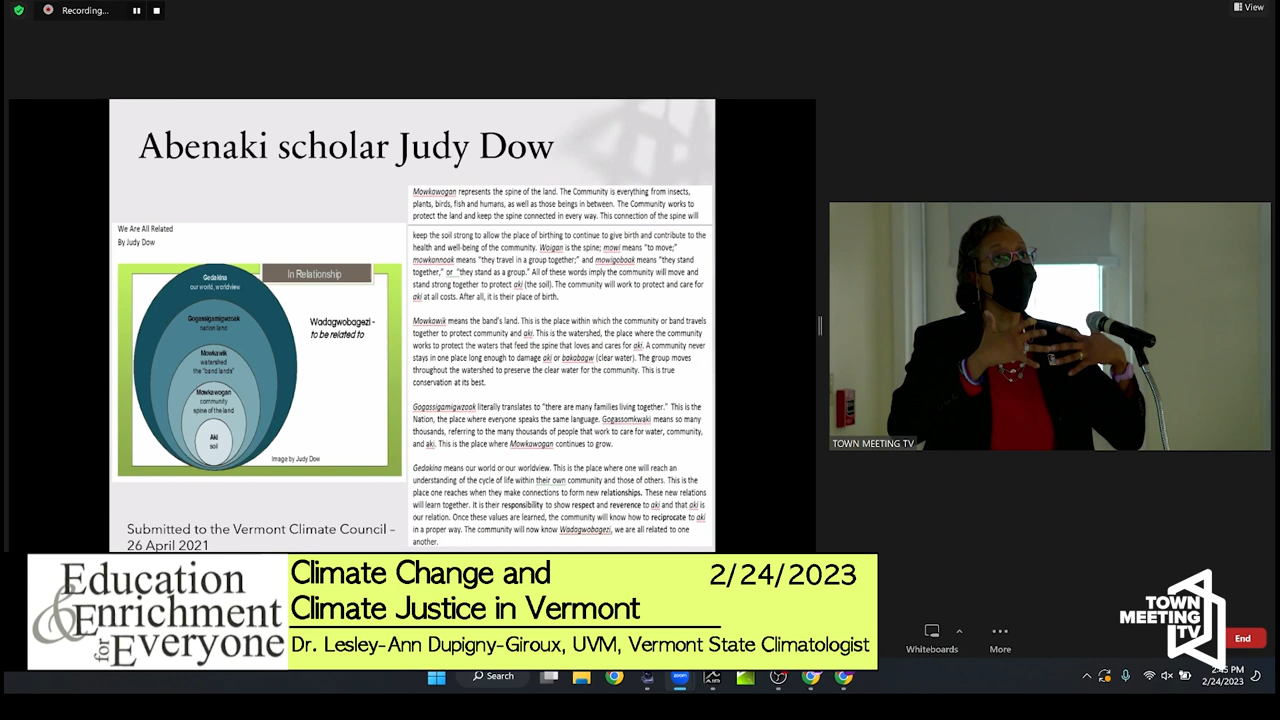 Recording...
View
Abenaki scholar Judy Dow
We Are All Related
By Judy Dow
In Relationship
Gedakina
our world, worldview
Gogassigamigwzoak
nation land
Mowkawik
watershed
the "band lands"
Mowkawogan
community
spine of the land
Aki
soil
Wadagwobagezi -
to be related to
Image by Judy Dow
Submitted to the Vermont Climate Council –
26 April 2021
Mowkawogan represents the spine of the land. The Community is everything from insects,
plants, birds, fish and humans, as well as those beings in between. The Community works to
protect the land and keep the spine connected in every way. This connection of the spine will
keep the soil strong to allow the place of birthing to continue to give birth and contribute to the
health and well-being of the community. Woigan is the spine; mowi means "to move;"
mowkannook means "they travel in a group together;" and mowigoboak means "they stand
together," or "they stand as a group." All of these words imply the community will move and
stand strong together to protect aki (the soil). The community will work to protect and care for
aki at all costs. After all, it is their place of birth.
Mowkawik means the band's land. This is the place within which the community or band travels
together to protect community and aki. This is the watershed, the place where the community
works to protect the waters that feed the spine that loves and cares for aki. A community never
stays in one place long enough to damage aki or bakabagw (clear water). The group moves
throughout the watershed to preserve the clear water for the community. This is true
conservation at its best.
Gogassigamigwzoak literally translates to "there are many families living together." This is the
Nation, the place where everyone speaks the same language. Gogassomkwaki means so many
thousands, referring to the many thousands of people that work to care for water, community,
and aki. This is the place where Mowkawogan continues to grow.
Gedakina means our world or our worldview. This is the place where one will reach an
understanding of the cycle of life within their own community and those of others. This is the
place one reaches when they make connections to form new relationships. These new relations
will learn together. It is their responsibility to show respect and reverence to aki and that aki is
our relation. Once these values are learned, the community will know how to reciprocate to aki
in a proper way. The community will now know Wadagwobagezi, we are all related to one
another.
TOWN MEETING TV
Education
& Enrichment
for Everyone
Climate Change and
Climate Justice in Vermont
2/24/2023
Dr. Lesley-Ann Dupigny-Giroux, UVM, Vermont State Climatologist
Whiteboards
More
TOWN
MEETING
TV
End
Search
2:45 PM
2/24/2023